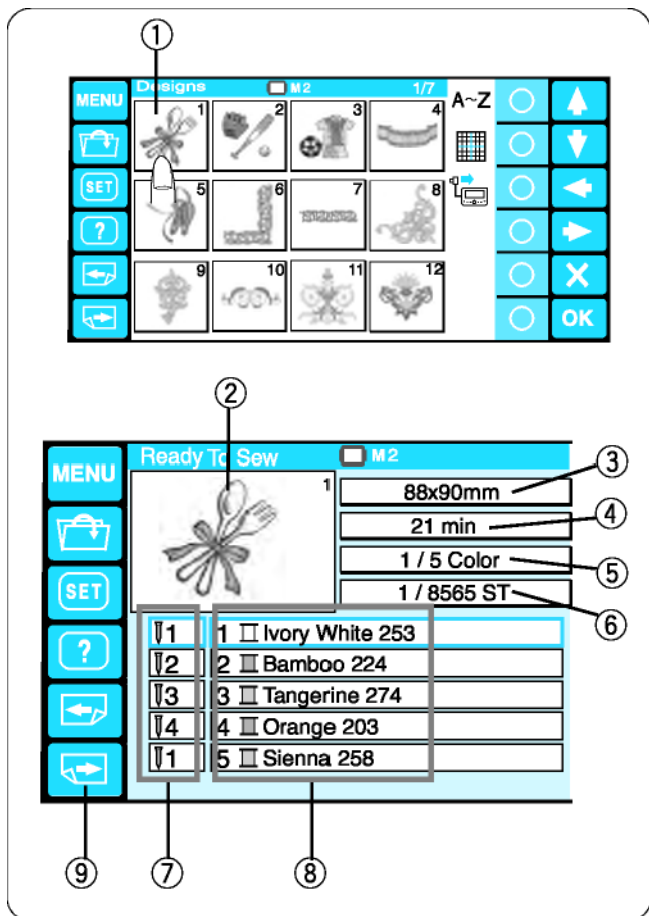 ①
Designs M2 1/7
MENU
1 2 3 4
A~Z
SET
5 6 7 8
?
9 10 11 12
OK
②
Ready To Sew M2
MENU
1
88x90mm
③
21 min
④
1 / 5 Color
⑤
1 / 8565 ST
⑥
SET
1 1 Ivory White 253
?
2 2 Bamboo 224
3 3 Tangerine 274
4 4 Orange 203
1 5 Sienna 258
⑨ ⑦ ⑧